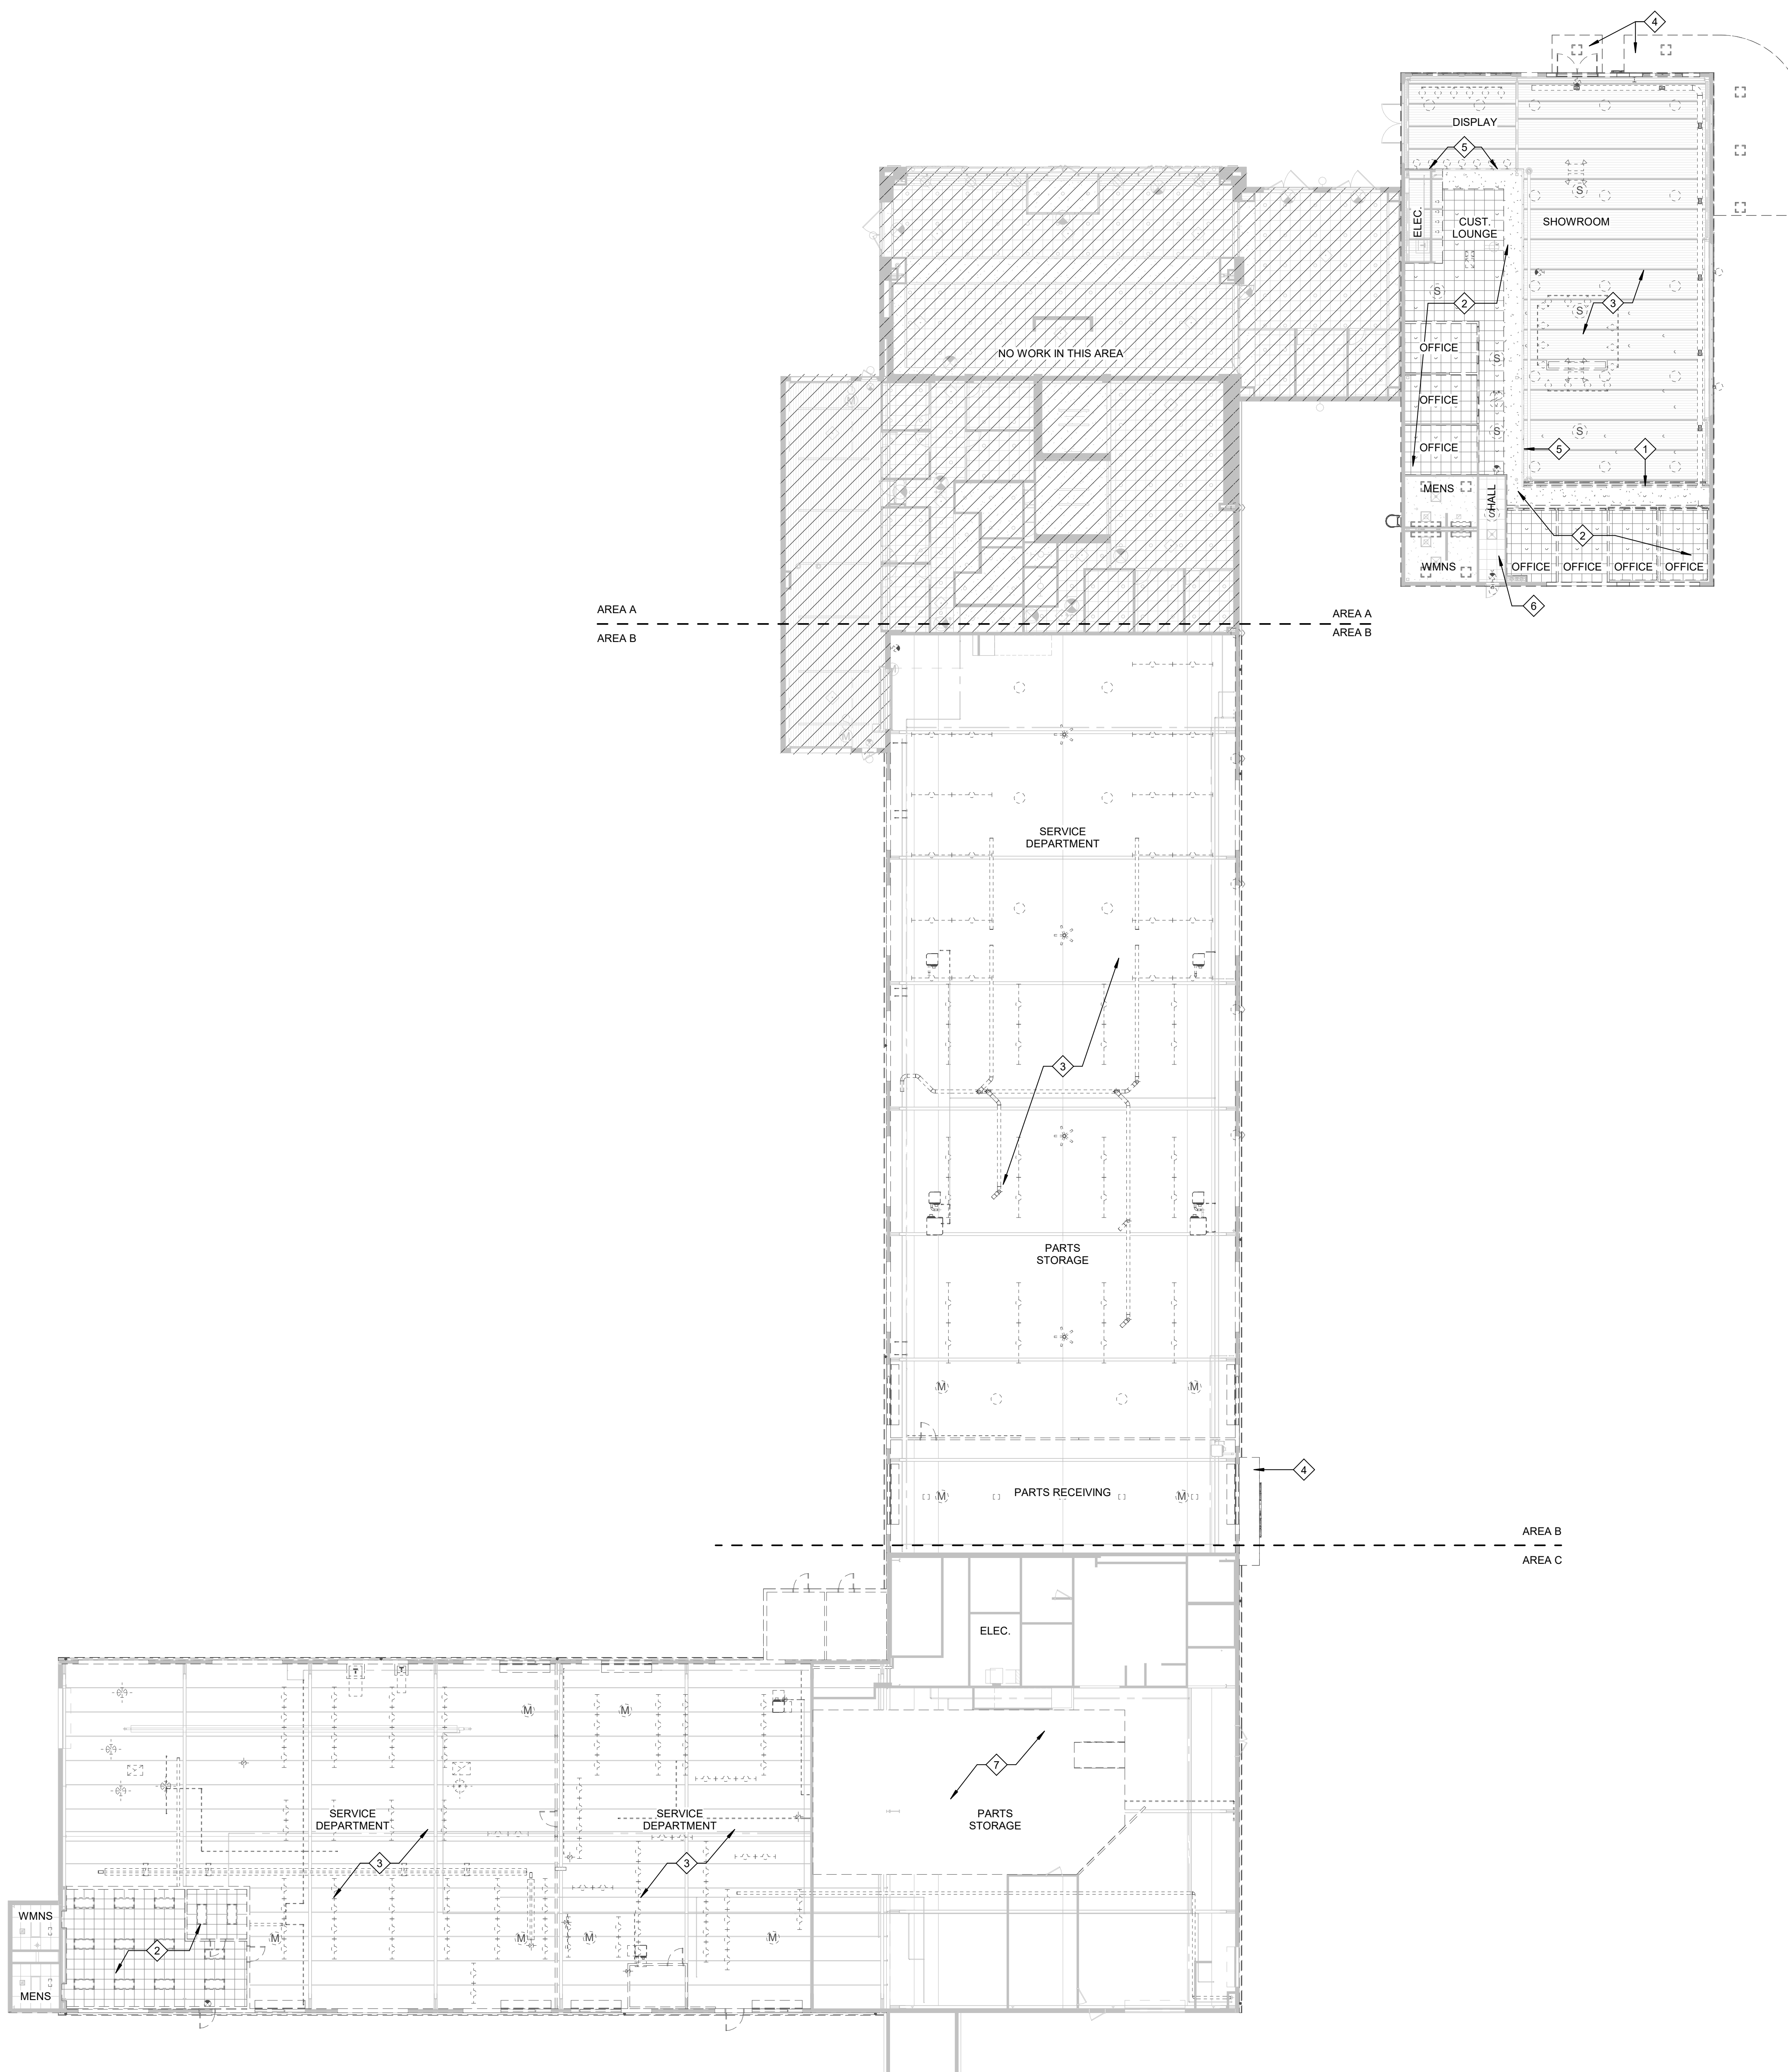 4
DISPLAY
5
ELEC.
CUST.
LOUNGE
SHOWROOM
S
S
S
2
3
NO WORK IN THIS AREA
OFFICE
S
M
OFFICE
S
S
OFFICE
5
1
MENS
HALL
S
2
WMNS
OFFICE
OFFICE
OFFICE
OFFICE
6
AREA A
AREA A
AREA B
AREA B
M
M
SERVICE
DEPARTMENT
3
PARTS
STORAGE
M
M
4
PARTS RECEIVING
M
M
AREA B
AREA C
ELEC.
M
M
7
SERVICE
DEPARTMENT
SERVICE
DEPARTMENT
PARTS
STORAGE
3
3
WMNS
M
M
M
M
2
MENS